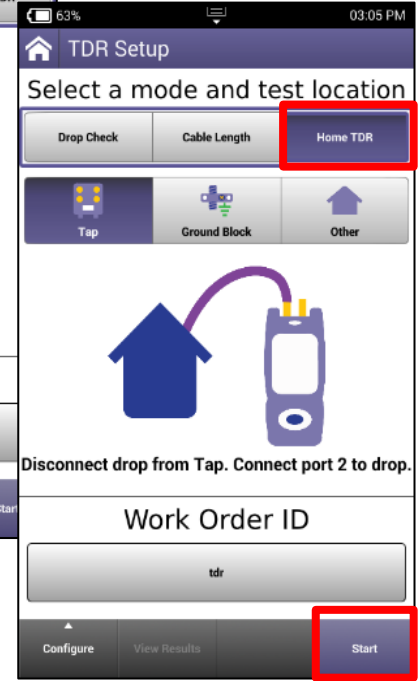 63% 03:05 PM
TDR Setup
Select a mode and test location
Drop Check Cable Length Home TDR
Tap Ground Block Other
Disconnect drop from Tap. Connect port 2 to drop.
Work Order ID
tdr
Configure View Results Start